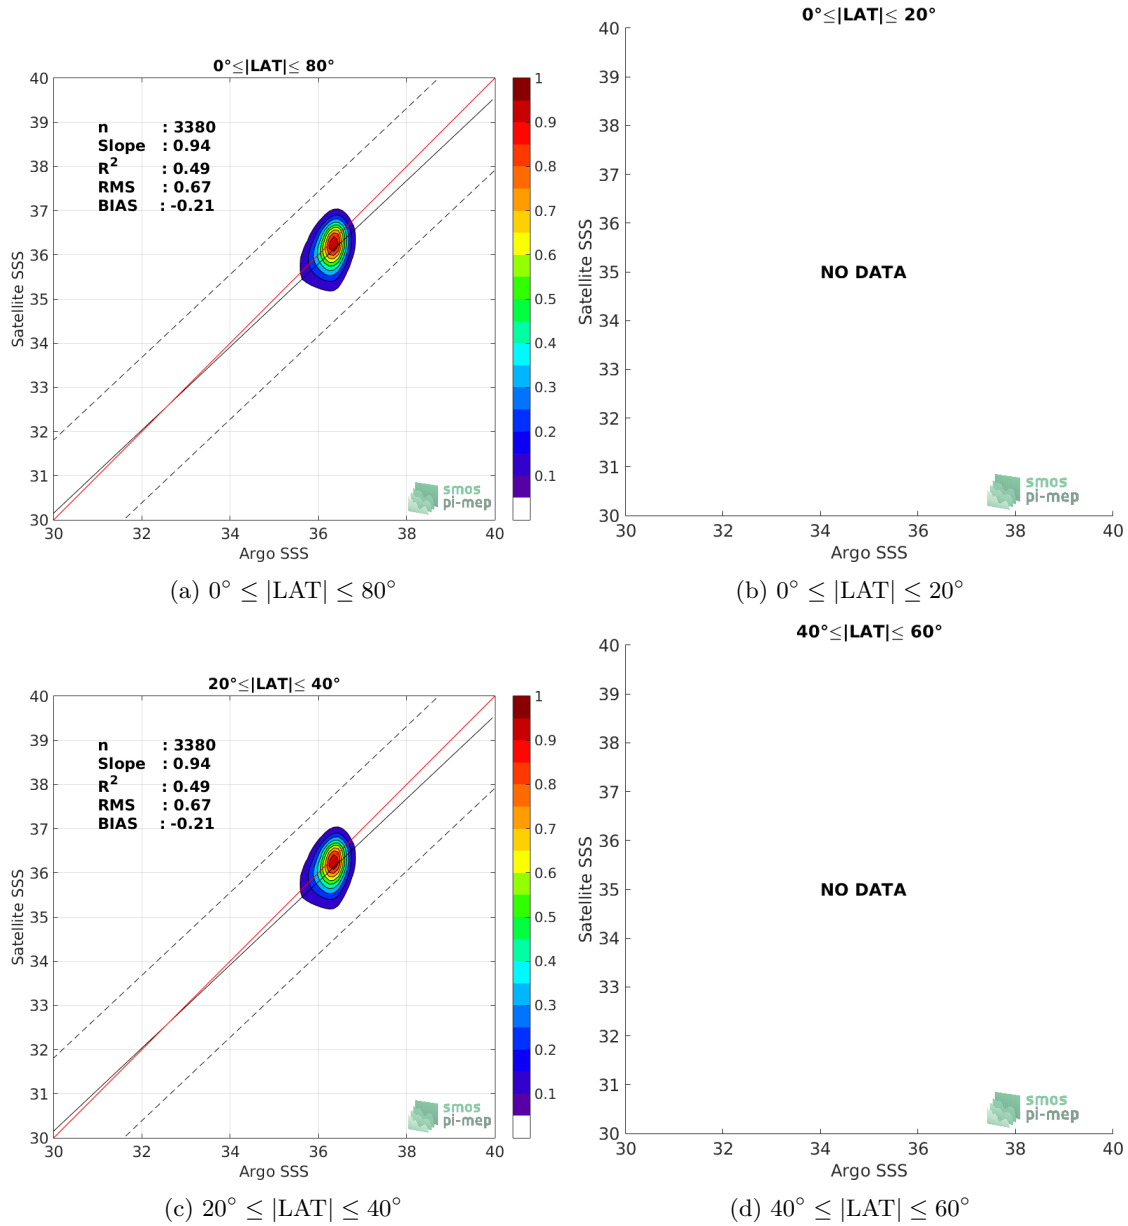 0°≤|LAT|≤ 80°
40
39
38
37
36
35
34
33
32
31
30
Satellite SSS
n : 3380
Slope : 0.94
R² : 0.49
RMS : 0.67
BIAS : -0.21
1
0.9
0.8
0.7
0.6
0.5
0.4
0.3
0.2
0.1
smos
pi-mep
30 32 34 36 38 40
Argo SSS
(a) 0° ≤ |LAT| ≤ 80°
0°≤|LAT|≤ 20°
40
39
38
37
36
35
34
33
32
31
30
Satellite SSS
NO DATA
smos
pi-mep
30 32 34 36 38 40
Argo SSS
(b) 0° ≤ |LAT| ≤ 20°
20°≤|LAT|≤ 40°
40
39
38
37
36
35
34
33
32
31
30
Satellite SSS
n : 3380
Slope : 0.94
R² : 0.49
RMS : 0.67
BIAS : -0.21
1
0.9
0.8
0.7
0.6
0.5
0.4
0.3
0.2
0.1
smos
pi-mep
30 32 34 36 38 40
Argo SSS
(c) 20° ≤ |LAT| ≤ 40°
40°≤|LAT|≤ 60°
40
39
38
37
36
35
34
33
32
31
30
Satellite SSS
NO DATA
smos
pi-mep
30 32 34 36 38 40
Argo SSS
(d) 40° ≤ |LAT| ≤ 60°